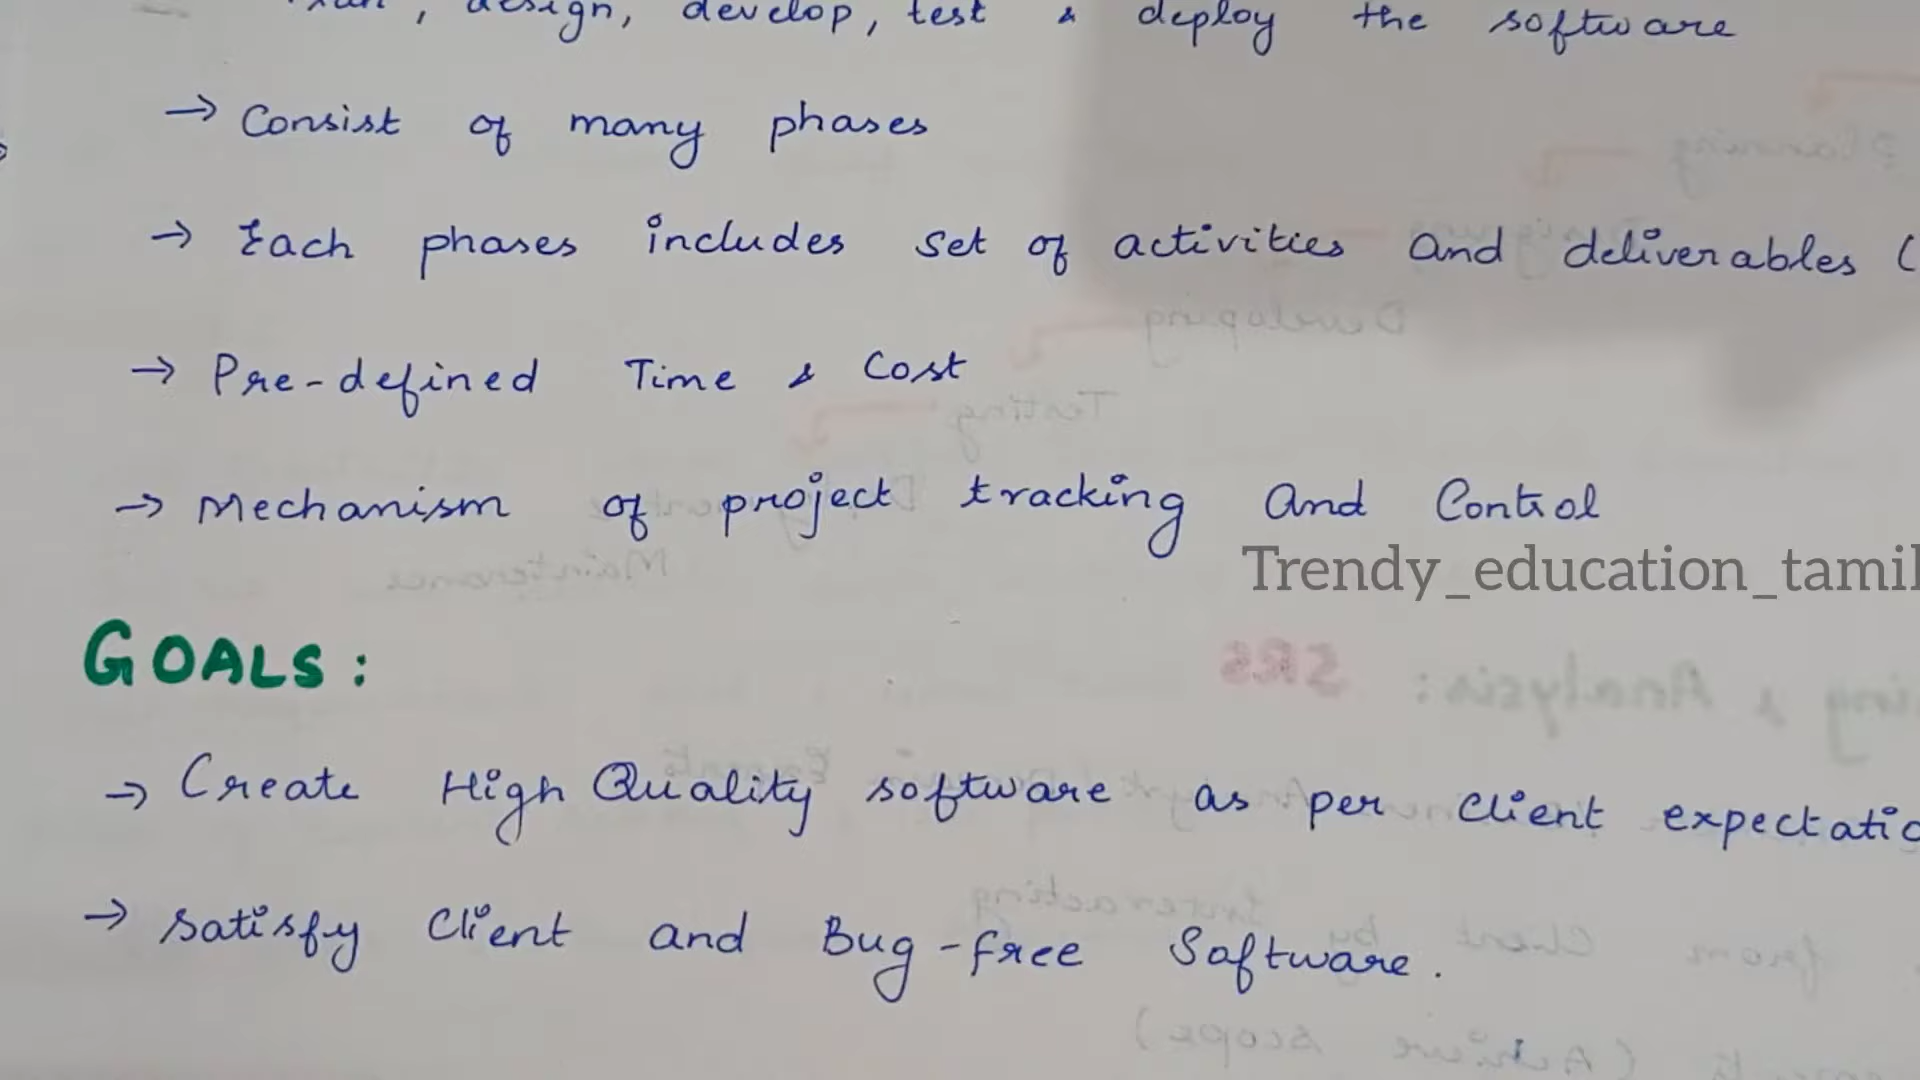 , design, develop, test & deploy the software
→ Consist of many phases
→ Each phases includes set of activities and deliverables (
→ Pre-defined Time & Cost
→ Mechanism of project tracking and Control
Trendy_education_tamil
GOALS:
→ Create High Quality software as per client expectatio
→ Satisfy Client and Bug-free Software.